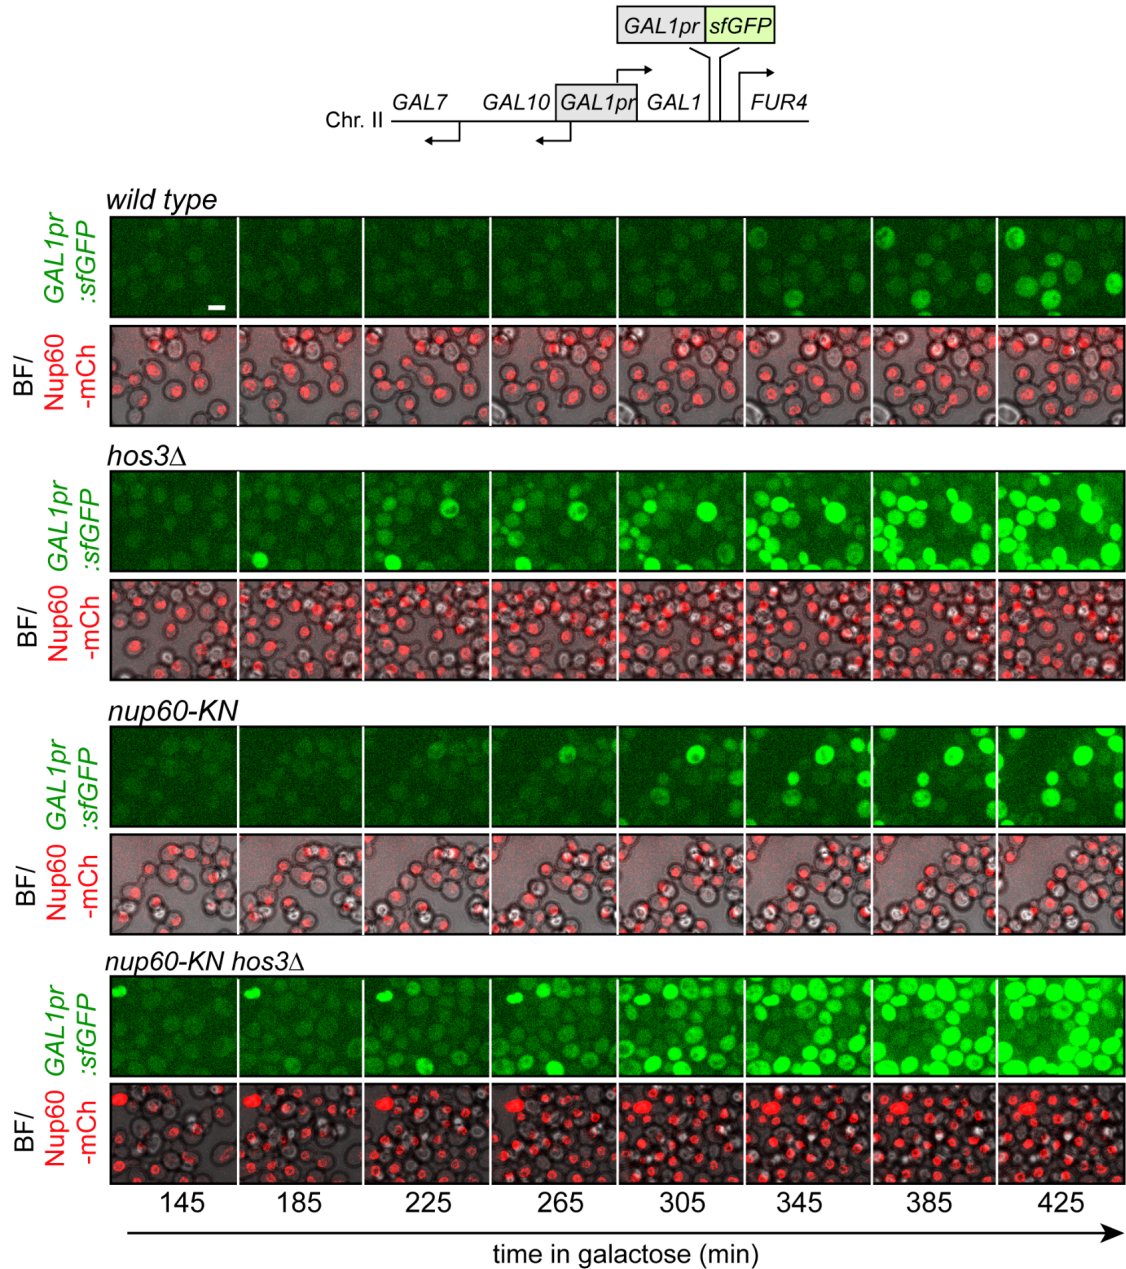 GAL1pr sfGFP
GAL7 GAL10 GAL1pr GAL1 FUR4
Chr. II
wild type
GAL1pr
:sfGFP
BF/
Nup60
-mCh
hos3Δ
GAL1pr
:sfGFP
BF/
Nup60
-mCh
nup60-KN
GAL1pr
:sfGFP
BF/
Nup60
-mCh
nup60-KN hos3Δ
GAL1pr
:sfGFP
BF/
Nup60
-mCh
145 185 225 265 305 345 385 425
time in galactose (min)